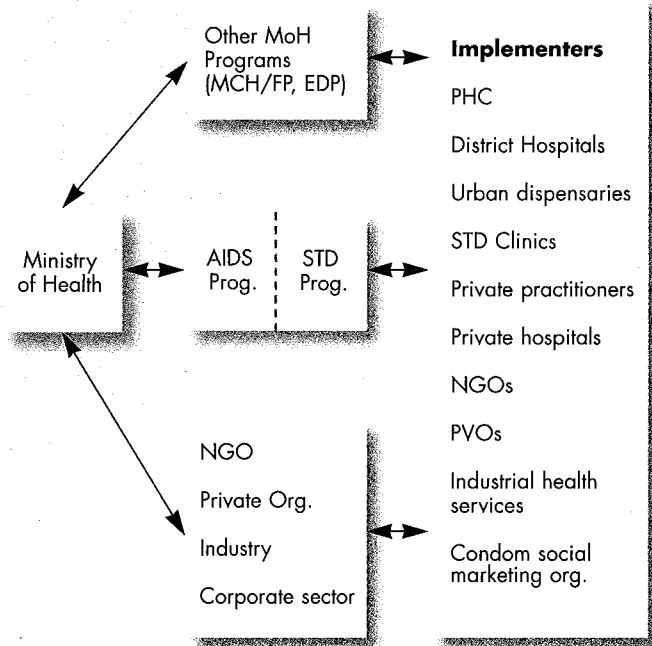 Other MoH
Programs
(MCH/FP, EDP)
Ministry
of Health
AIDS
Prog.
STD
Prog.
NGO
Private Org.
Industry
Corporate sector
Implementers
PHC
District Hospitals
Urban dispensaries
STD Clinics
Private practitioners
Private hospitals
NGOs
PVOs
Industrial health
services
Condom social
marketing org.